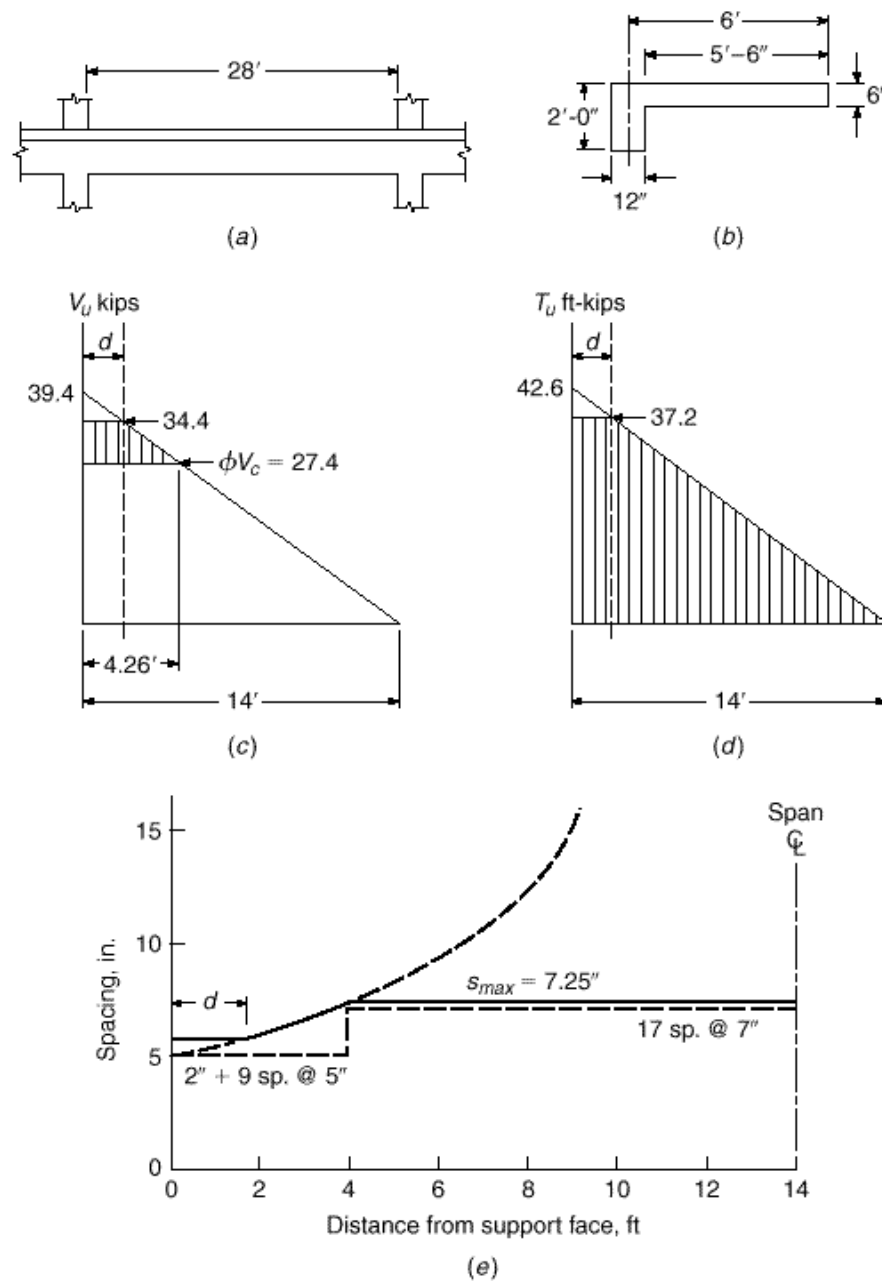 28′
(a)
6′
5′–6″
6″
2′-0″
12″
(b)
V_u kips
d
39.4
34.4
ϕV_c = 27.4
4.26′
14′
(c)
T_u ft-kips
d
42.6
37.2
14′
(d)
Spacing, in.
15
10
5
0
d
s_max = 7.25″
2″ + 9 sp. @ 5″
17 sp. @ 7″
Span
℄
0 2 4 6 8 10 12 14
Distance from support face, ft
(e)